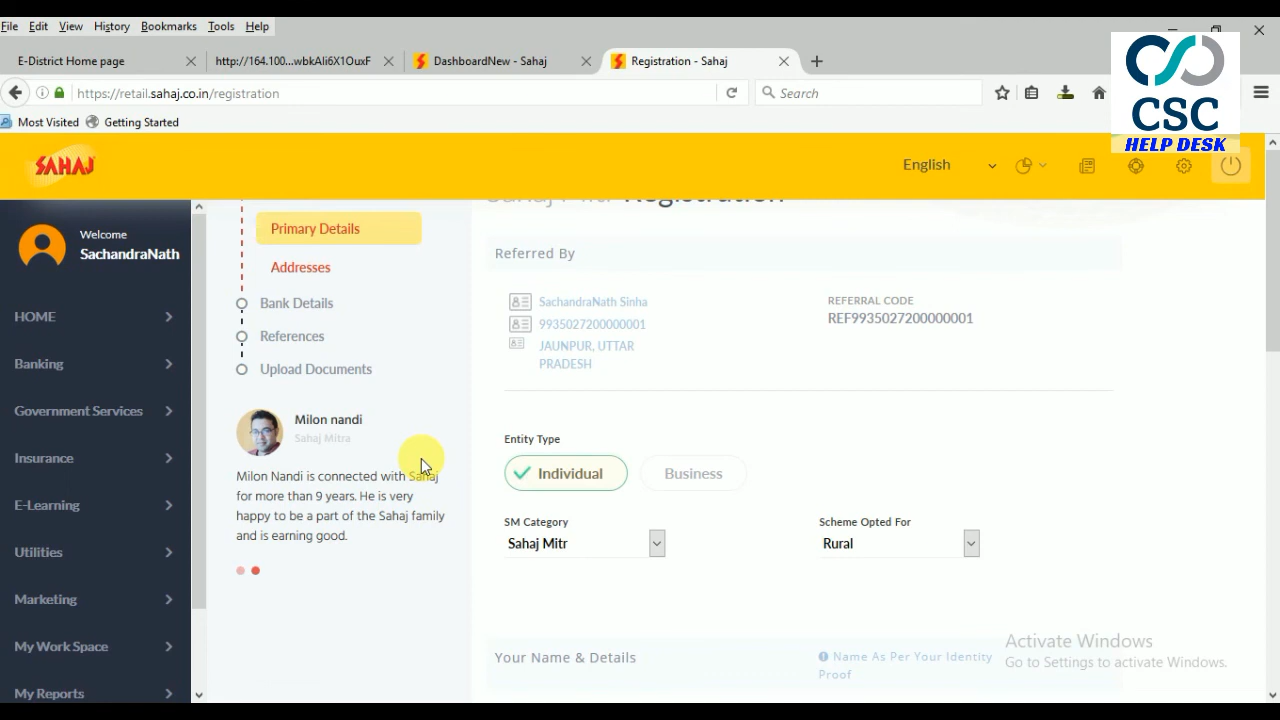 File Edit View History Bookmarks Tools Help
E-District Home page
http://164.100...wbkAli6X1OuxF
DashboardNew - Sahaj
Registration - Sahaj
https://retail.sahaj.co.in/registration
Search
Most Visited
Getting Started
CSC
HELP DESK
SAHAJ
English
Welcome
SachandraNath
HOME
Banking
Government Services
Insurance
E-Learning
Utilities
Marketing
My Work Space
My Reports
Primary Details
Addresses
Bank Details
References
Upload Documents
Milon nandi
Sahaj Mitra
Milon Nandi is connected with Sahaj
for more than 9 years. He is very
happy to be a part of the Sahaj family
and is earning good.
Sahaj Mitr Registration
Referred By
SachandraNath Sinha
9935027200000001
JAUNPUR, UTTAR
PRADESH
REFERRAL CODE
REF9935027200000001
Entity Type
Individual
Business
SM Category
Sahaj Mitr
Scheme Opted For
Rural
Your Name & Details
Name As Per Your Identity
Proof
Activate Windows
Go to Settings to activate Windows.